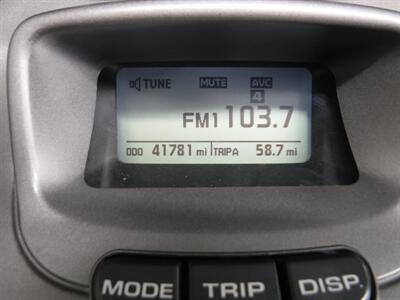 TUNE MUTE AVC
4
FM1 103.7
ODO 41781 mi TRIPA 58.7 mi
MODE TRIP DISP.